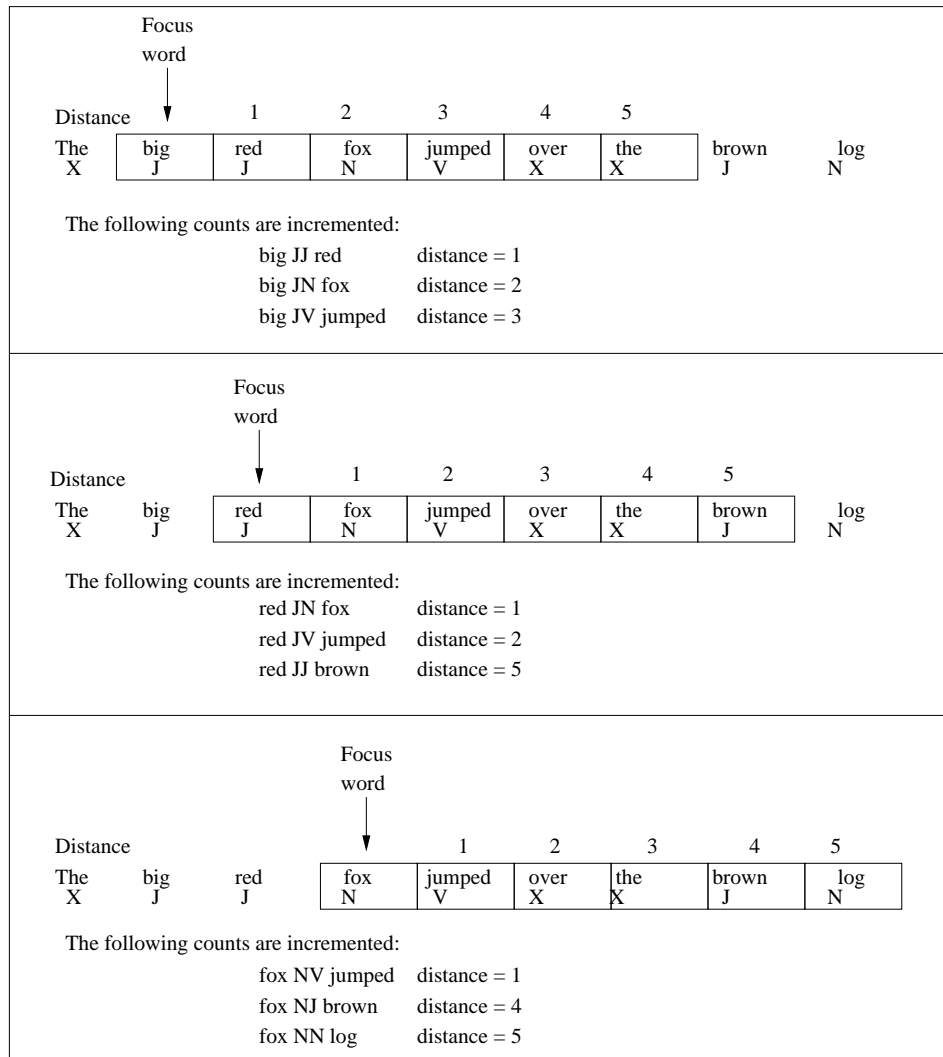 Focus
word
Distance 1 2 3 4 5
The big red fox jumped over the brown log
X J J N V X X J N
The following counts are incremented:
big JJ red distance = 1
big JN fox distance = 2
big JV jumped distance = 3
Focus
word
Distance 1 2 3 4 5
The big red fox jumped over the brown log
X J J N V X X J N
The following counts are incremented:
red JN fox distance = 1
red JV jumped distance = 2
red JJ brown distance = 5
Focus
word
Distance 1 2 3 4 5
The big red fox jumped over the brown log
X J J N V X X J N
The following counts are incremented:
fox NV jumped distance = 1
fox NJ brown distance = 4
fox NN log distance = 5